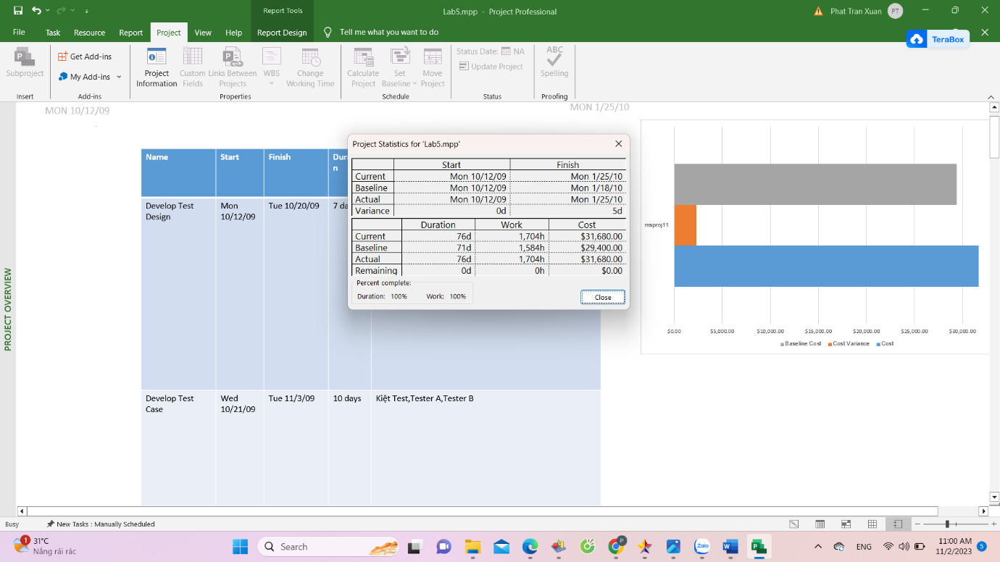 Report Tools
Lab5.mpp - Project Professional
Phat Tran Xuan PT
File Task Resource Report Project View Help Report Design Tell me what you want to do
TeraBox
Subproject
Insert
Get Add-ins
My Add-ins
Add-ins
Project Information
Custom Fields
Links Between Projects
WBS
Change Working Time
Properties
Calculate Project
Set Baseline
Move Project
Schedule
Status Date: NA
Update Project
Status
ABC
Spelling
Proofing
MON 10/12/09
MON 1/25/10
PROJECT OVERVIEW
Name Start Finish Du
n
Develop Test Mon Tue 10/20/09 7 da
Design 10/12/09
Develop Test Wed Tue 11/3/09 10 days Kiệt Test,Tester A,Tester B
Case 10/21/09
Project Statistics for 'Lab5.mpp'
Start Finish
Current Mon 10/12/09 Mon 1/25/10
Baseline Mon 10/12/09 Mon 1/18/10
Actual Mon 10/12/09 Mon 1/25/10
Variance 0d 5d
Duration Work Cost
Current 76d 1,704h $31,680.00
Baseline 71d 1,584h $29,400.00
Actual 76d 1,704h $31,680.00
Remaining 0d 0h $0.00
Percent complete:
Duration: 100% Work: 100%
Close
msproj11
$0.00 $5,000.00 $10,000.00 $15,000.00 $20,000.00 $25,000.00 $30,000.00
Baseline Cost Cost Variance Cost
Busy New Tasks : Manually Scheduled
1
31°C
Nắng rải rác
Search
P
Zalo
ENG
11:00 AM
11/2/2023
5